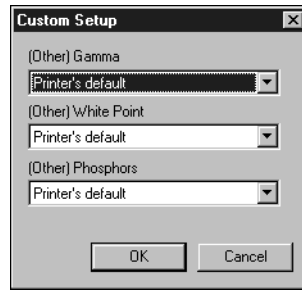 Custom Setup
(Other) Gamma
Printer's default
(Other) White Point
Printer's default
(Other) Phosphors
Printer's default
OK
Cancel